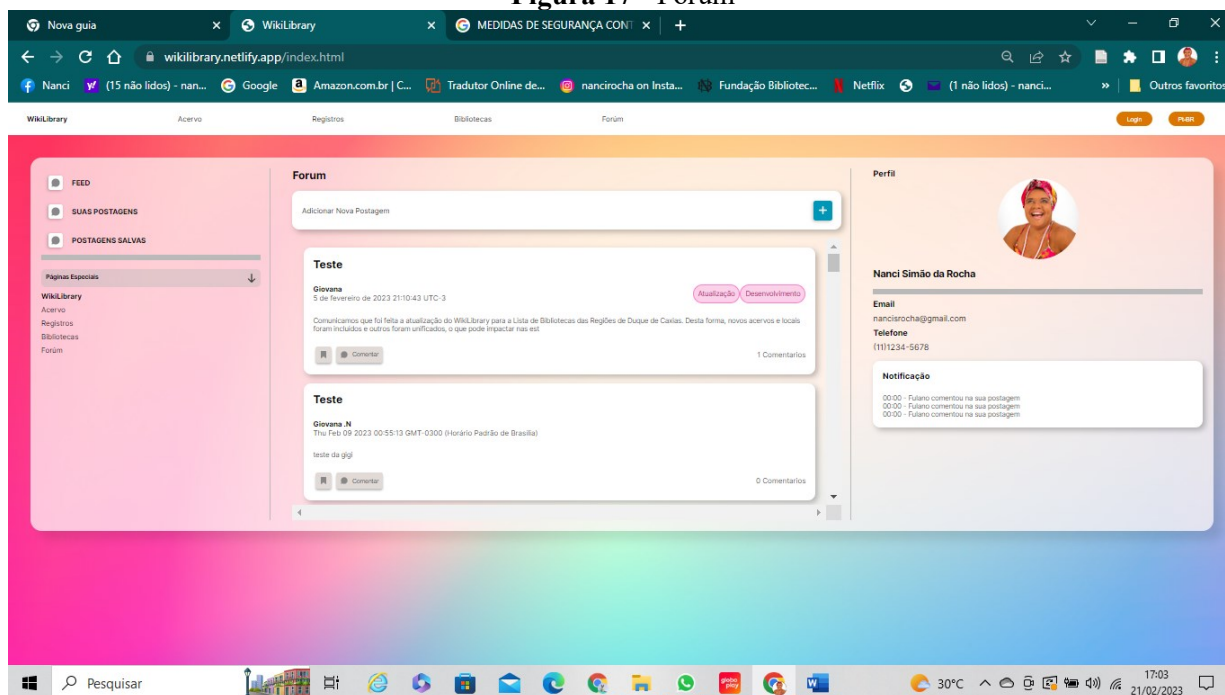 Figura 17 - Fórum
Nova guia
WikiLibrary
MEDIDAS DE SEGURANÇA CONT
wikilibrary.netlify.app/index.html
Nanci
(15 não lidos) - nan...
Google
Amazon.com.br | C...
Tradutor Online de...
nancirocha on Insta...
Fundação Bibliotec...
Netflix
(1 não lidos) - nanci...
»
Outros favoritos
WikiLibrary
Acervo
Registros
Bibliotecas
Forúm
Login
Pt-BR
FEED
SUAS POSTAGENS
POSTAGENS SALVAS
Páginas Especiais
WikiLibrary
Acervo
Registros
Bibliotecas
Forúm
Forum
Adicionar Nova Postagem
+
Teste
Giovana
5 de fevereiro de 2023 21:10:43 UTC-3
Atualização
Desenvolvimento
Comunicamos que foi feita a atualização do WikiLibrary para a Lista de Bibliotecas das Regiões de Duque de Caxias. Desta forma, novos acervos e locais
foram incluídos e outros foram unificados, o que pode impactar nas est
Comentar
1 Comentarios
Teste
Giovana .N
Thu Feb 09 2023 00:55:13 GMT-0300 (Horário Padrão de Brasília)
teste da gigi
Comentar
0 Comentarios
Perfil
Nanci Simão da Rocha
Email
nancisrocha@gmail.com
Telefone
(11)1234-5678
Notificação
00:00 - Fulano comentou na sua postagem
00:00 - Fulano comentou na sua postagem
00:00 - Fulano comentou na sua postagem
Pesquisar
globo
play
30°C
17:03
21/02/2023